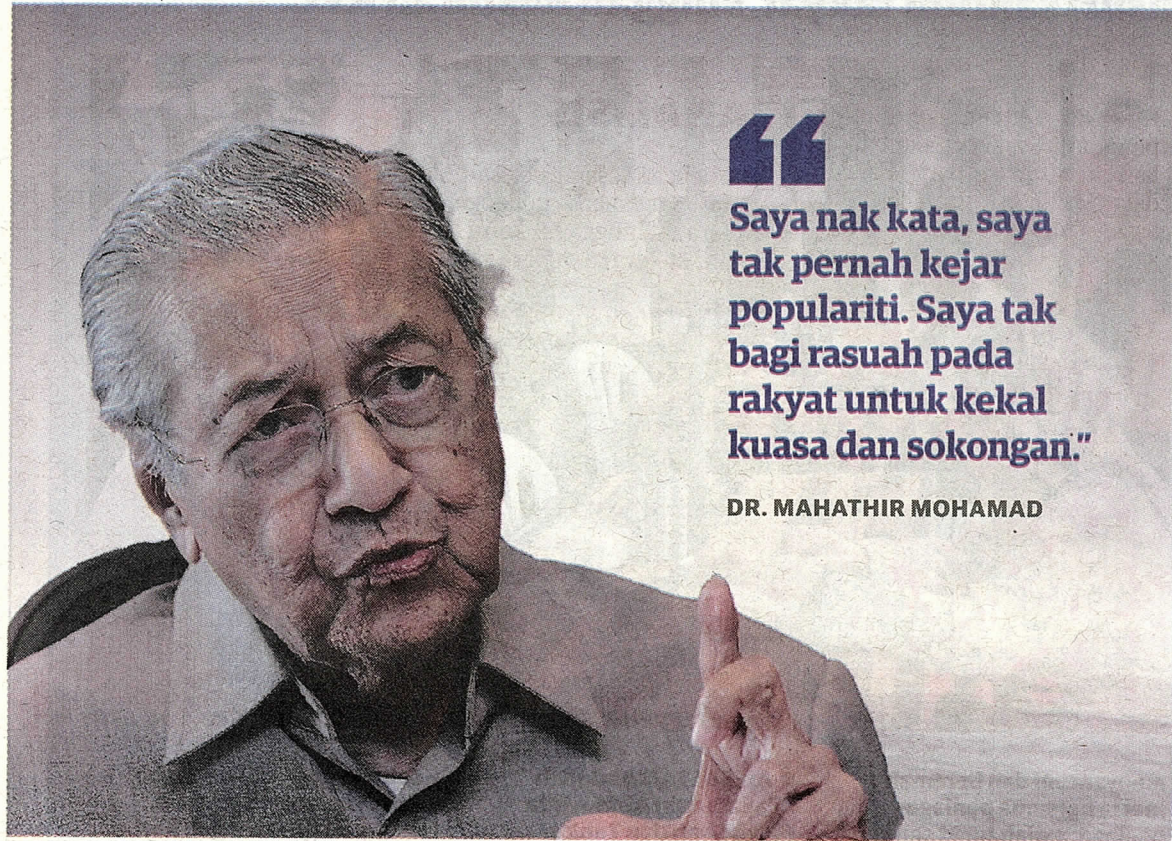 “
Saya nak kata, saya
tak pernah kejar
populariti. Saya tak
bagi rasuah pada
rakyat untuk kekal
kuasa dan sokongan.”
DR. MAHATHIR MOHAMAD